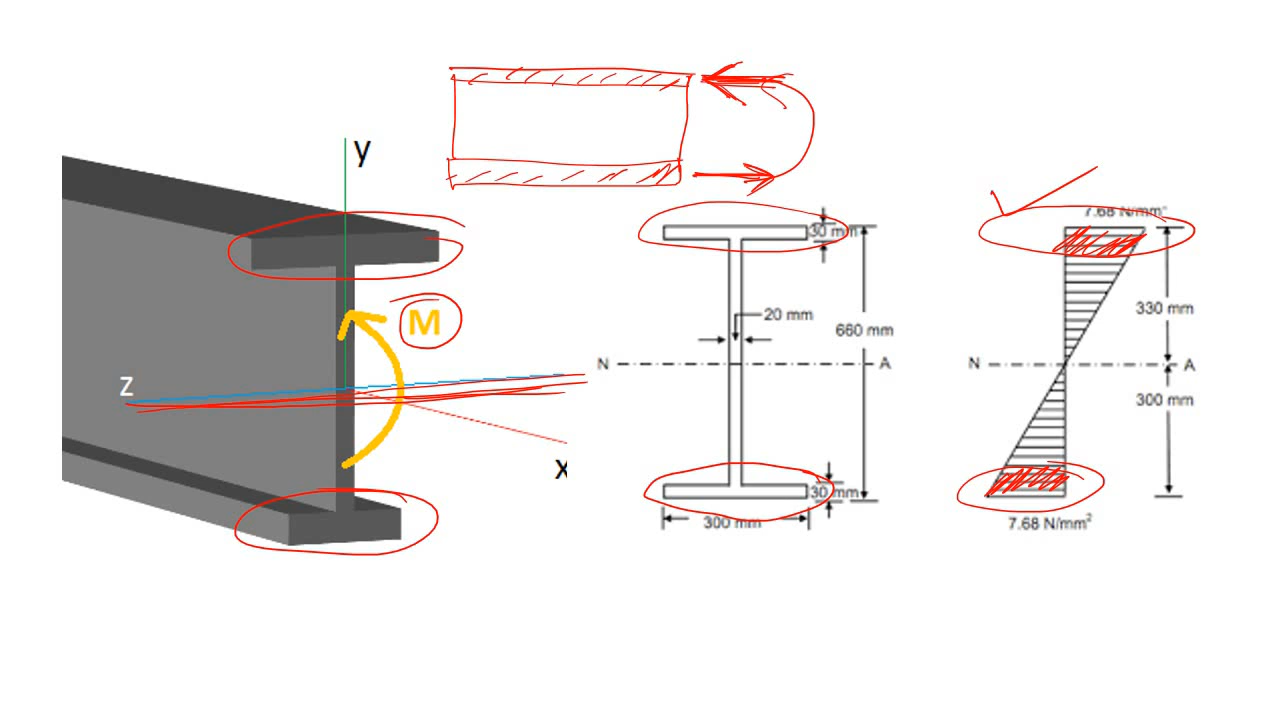 y
M
z
x
30 mm
20 mm
660 mm
N
A
30 mm
300 mm
7.68 N/mm²
330 mm
N
A
300 mm
7.68 N/mm²